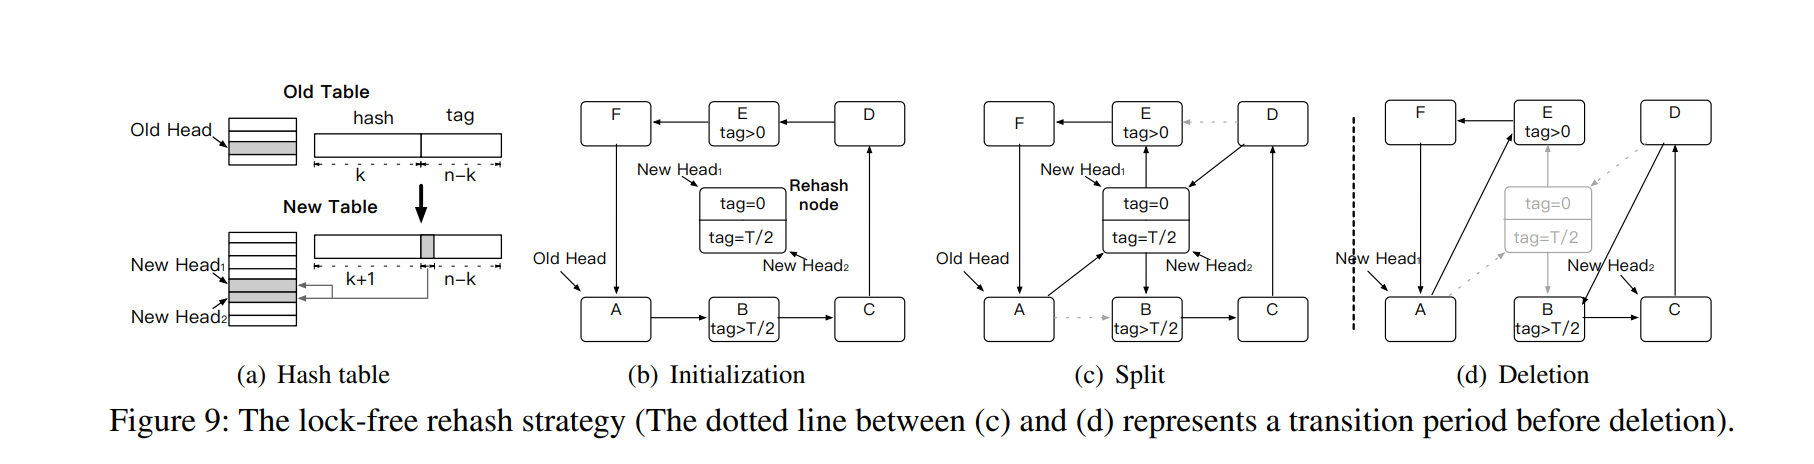 Old Table
hash
tag
Old Head
k
n−k
New Table
New Head₁
k+1
n−k
New Head₂
(a) Hash table
F
E
tag>0
D
New Head₁
Rehash
node
tag=0
tag=T/2
Old Head
New Head₂
A
B
tag>T/2
C
(b) Initialization
F
E
tag>0
D
New Head₁
tag=0
tag=T/2
Old Head
New Head₂
A
B
tag>T/2
C
(c) Split
F
E
tag>0
D
tag=0
tag=T/2
New Head₁
New Head₂
A
B
tag>T/2
C
(d) Deletion
Figure 9: The lock-free rehash strategy (The dotted line between (c) and (d) represents a transition period before deletion).